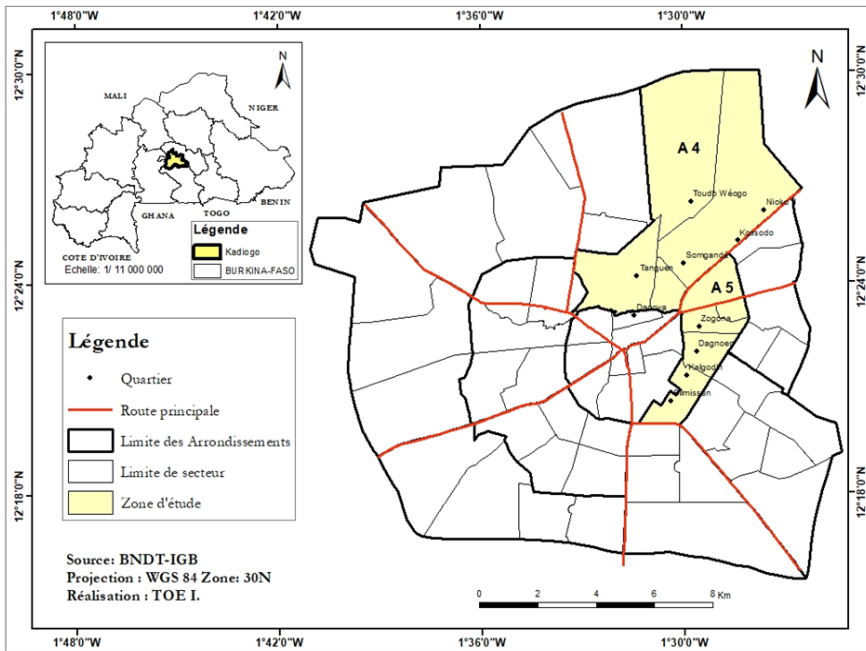 1°48'0"W 1°42'0"W 1°36'0"W 1°30'0"W
12°30'0"N
12°24'0"N
12°18'0"N
N
MALI
NIGER
BENIN
TOGO
GHANA
COTE D'IVOIRE
Echelle: 1/ 11 000 000
Légende
Kadiogo
BURKINA-FASO
Légende
Quartier
Route principale
Limite des Arrondissements
Limite de secteur
Zone d'étude
Source: BNDT-IGB
Projection : WGS 84 Zone: 30N
Réalisation : TOE I.
N
A 4
Toudb Wéogo
Nioko
Kossodo
Somgandé
Tanguen
A 5
Zogona
Dagnoen
Kalgodin
0 2 4 6 8 Km
12°30'0"N
12°24'0"N
12°18'0"N
1°48'0"W 1°42'0"W 1°36'0"W 1°30'0"W